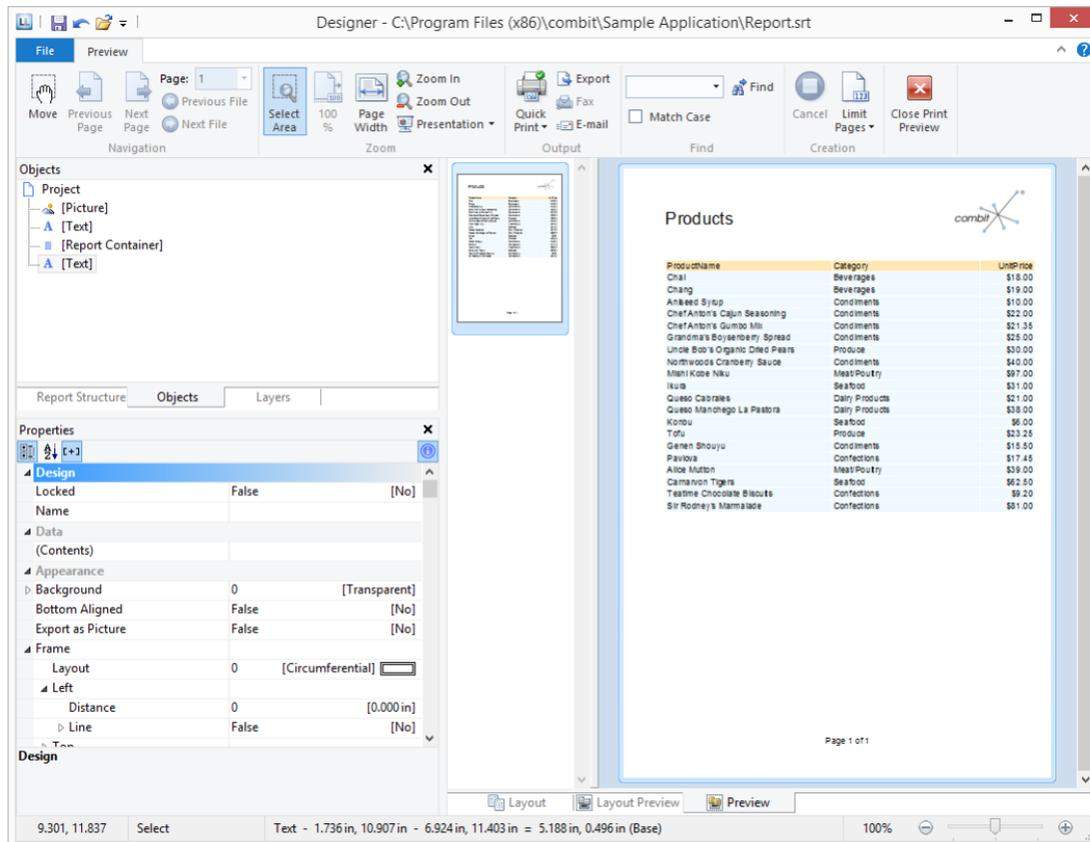 Designer - C:\Program Files (x86)\combit\Sample Application\Report.srt
File Preview
Move Previous Page Next Page Page: 1 Previous File Next File
Navigation
Select Area 100 % Page Width Zoom In Zoom Out Presentation
Zoom
Quick Print Export Fax E-mail
Output
Find Match Case
Find
Cancel Limit Pages
Creation
Close Print Preview
Objects
Project
[Picture]
[Text]
[Report Container]
[Text]
Report Structure Objects Layers
Properties
Design
Locked False [No]
Name
Data
(Contents)
Appearance
Background 0 [Transparent]
Bottom Aligned False [No]
Export as Picture False [No]
Frame
Layout 0 [Circumferential]
Left
Distance 0 [0.000 in]
Line False [No]
Top
Design
Products combit
ProductName Category UnitPrice
Chai Beverages $18.00
Chang Beverages $19.00
Aniseed Syrup Condiments $10.00
Chef Anton's Cajun Seasoning Condiments $22.00
Chef Anton's Gumbo Mix Condiments $21.35
Grandma's Boysenberry Spread Condiments $25.00
Uncle Bob's Organic Dried Pears Produce $30.00
Northwoods Cranberry Sauce Condiments $40.00
Mishi Kobe Niku Meat/Poultry $97.00
Ikura Seafood $31.00
Queso Cabrales Dairy Products $21.00
Queso Manchego La Pastora Dairy Products $38.00
Konbu Seafood $6.00
Tofu Produce $23.25
Genen Shouyu Condiments $15.50
Pavlova Confections $17.45
Alice Mutton Meat/Poultry $39.00
Carnarvon Tigers Seafood $62.50
Teatime Chocolate Biscuits Confections $9.20
Sir Rodney's Marmalade Confections $81.00
Page 1 of 1
Layout Layout Preview Preview
9.301, 11.837 Select Text - 1.736 in, 10.907 in - 6.924 in, 11.403 in = 5.188 in, 0.496 in (Base) 100%